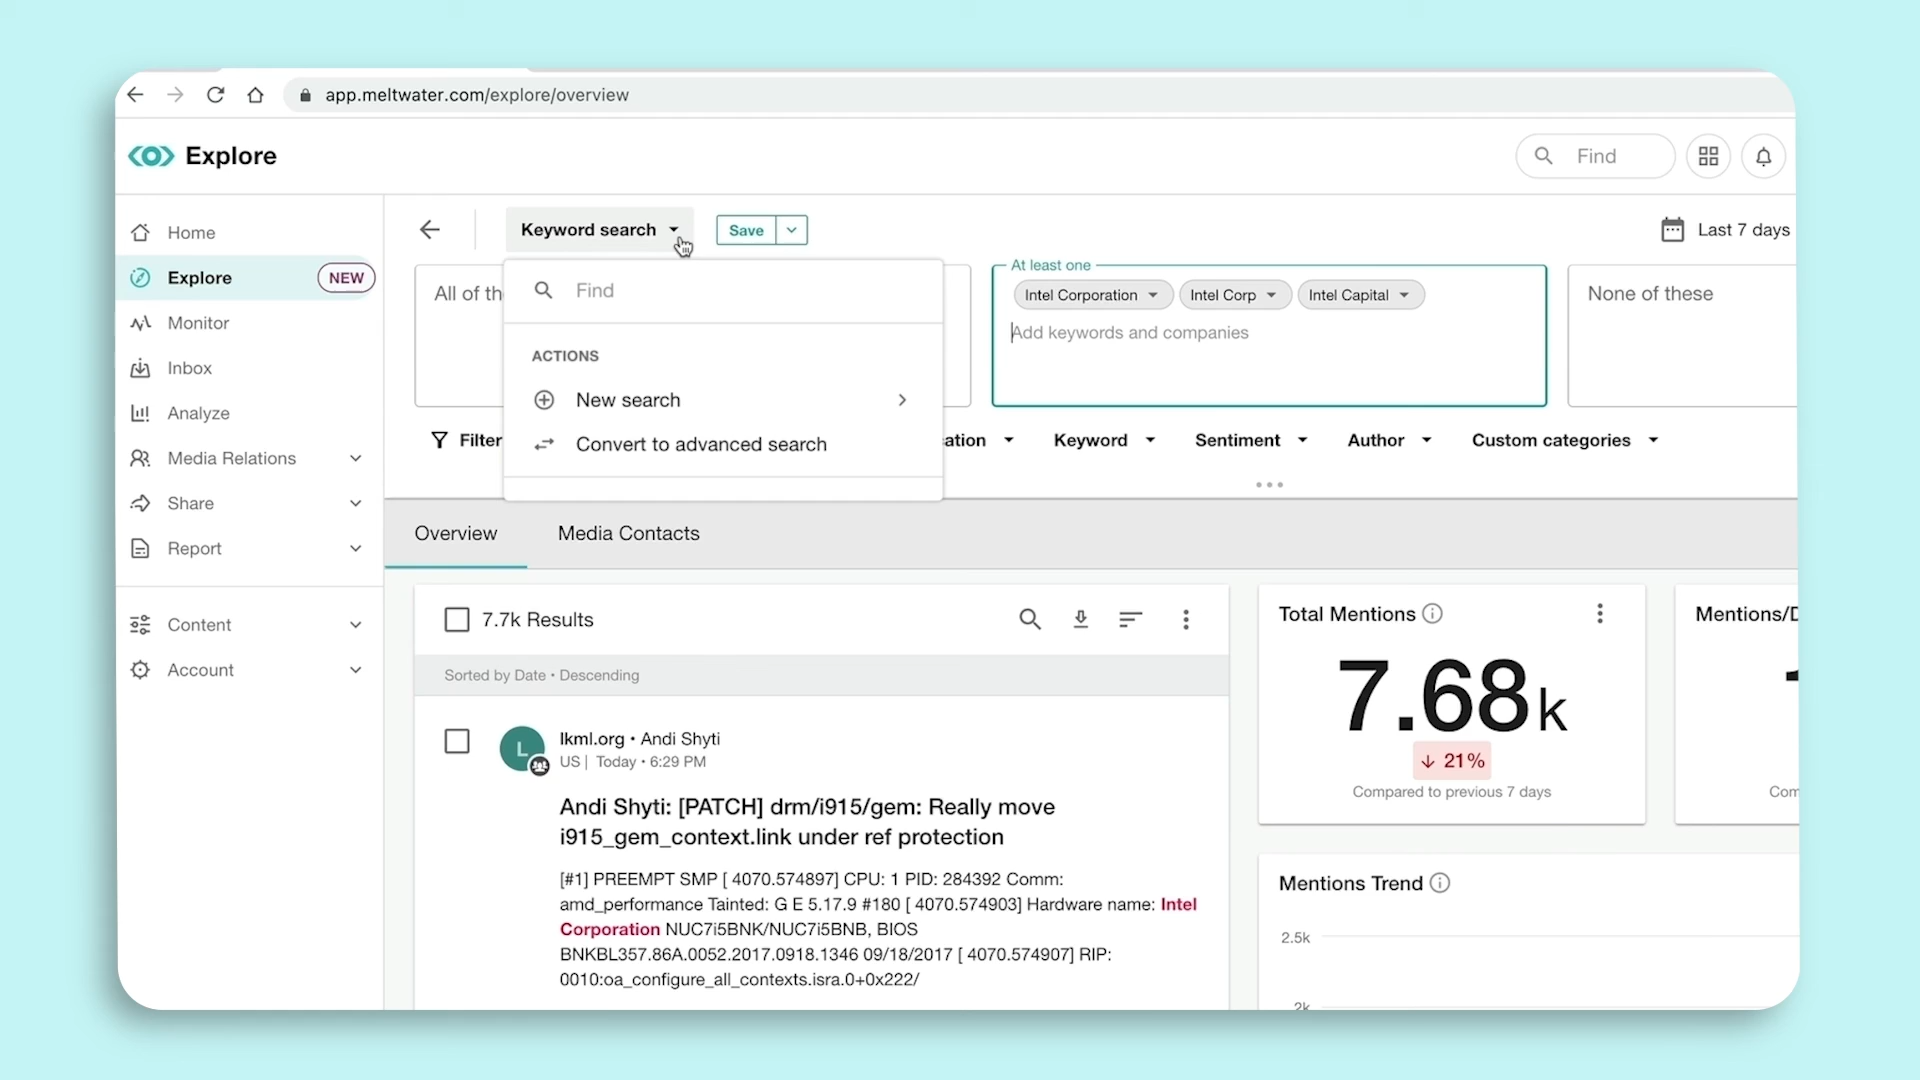 app.meltwater.com/explore/overview
Explore
Find
Home
Explore NEW
Monitor
Inbox
Analyze
Media Relations
Share
Report
Content
Account
Keyword search
Save
Last 7 days
Find
ACTIONS
New search
Convert to advanced search
All of th
At least one
Intel Corporation Intel Corp Intel Capital
Add keywords and companies
None of these
Filter ation Keyword Sentiment Author Custom categories
Overview Media Contacts
7.7k Results
Sorted by Date • Descending
L
lkml.org • Andi Shyti
US | Today • 6:29 PM
Andi Shyti: [PATCH] drm/i915/gem: Really move
i915_gem_context.link under ref protection
[#1] PREEMPT SMP [ 4070.574897] CPU: 1 PID: 284392 Comm:
amd_performance Tainted: G E 5.17.9 #180 [ 4070.574903] Hardware name: Intel
Corporation NUC7i5BNK/NUC7i5BNB, BIOS
BNKBL357.86A.0052.2017.0918.1346 09/18/2017 [ 4070.574907] RIP:
0010:oa_configure_all_contexts.isra.0+0x222/
Total Mentions
7.68k
21%
Compared to previous 7 days
Mentions/D
Com
Mentions Trend
2.5k
2k